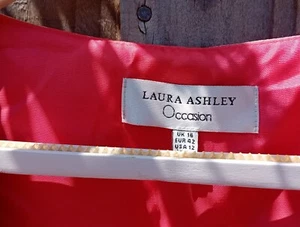 LAURA ASHLEY
Occasion
UK 16
EUR 42
USA 12